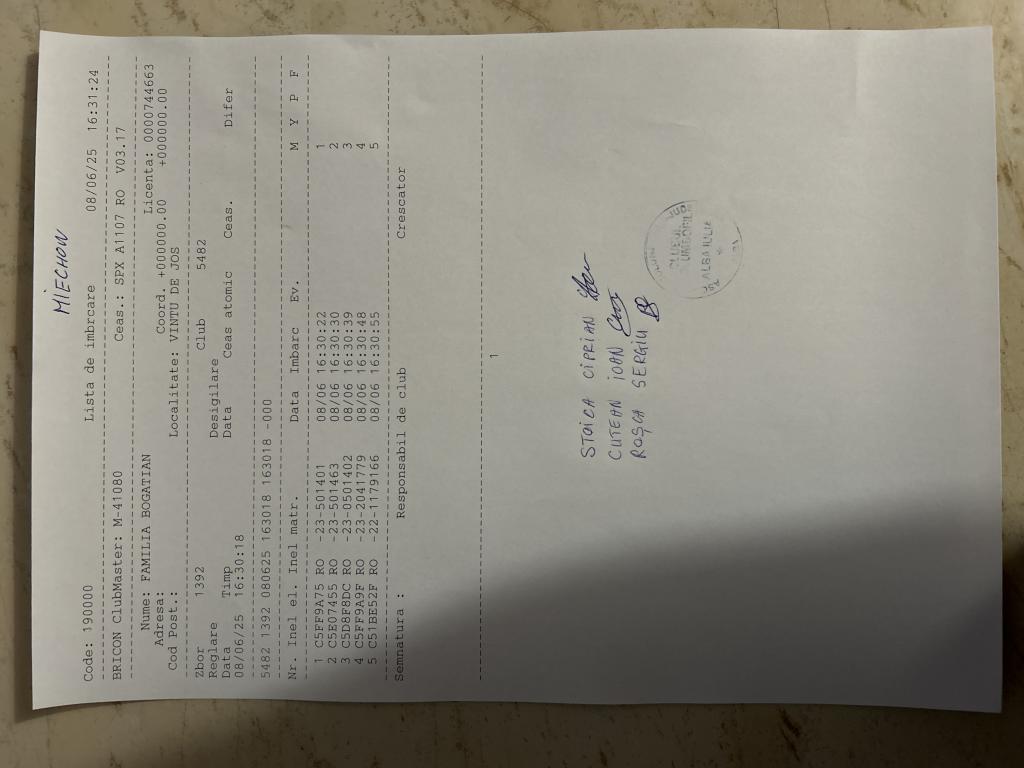 MIECHOW
Code: 190000 Lista de imbrcare 08/06/25 16:31:24
BRICON ClubMaster: M-41080 Ceas.: SPX A1107 RO V03.17
Nume: FAMILIA BOGATIAN Licenta: 0000744663
Adresa: Coord. +000000.00 +000000.00
Cod Post.: Localitate: VINTU DE JOS
Zbor 1392 Club 5482
Reglare Desigilare
Data Timp Data Ceas atomic Ceas. Difer
08/06/25 16:30:18
5482 1392 080625 163018 163018 -000
Nr. Inel el. Inel matr. Data Imbarc Ev. M Y P F
1 C5FF9A75 RO -23-501401 08/06 16:30:22 1
2 C5E07455 RO -23-501463 08/06 16:30:30 2
3 C5D8F8DC RO -23-0501402 08/06 16:30:39 3
4 C5FF9A9F RO -23-2041779 08/06 16:30:48 4
5 C51BE52F RO -22-1179166 08/06 16:30:55 5
Semnatura : Responsabil de club Crescator
1
STOICA CIPRIAN
CUTEAN IOAN
ROȘCA SERGIU
ALBA IULIA